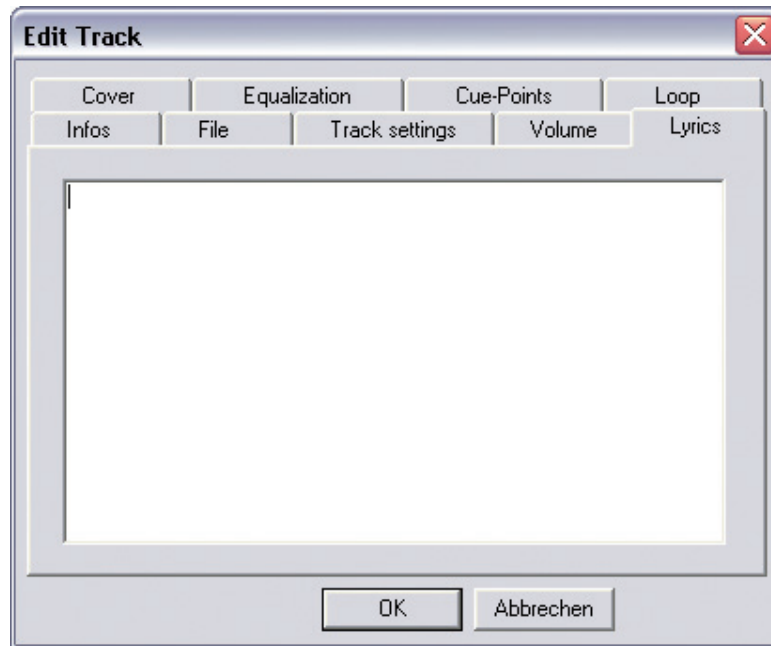 Edit Track
Cover Equalization Cue-Points Loop
Infos File Track settings Volume Lyrics
OK Abbrechen